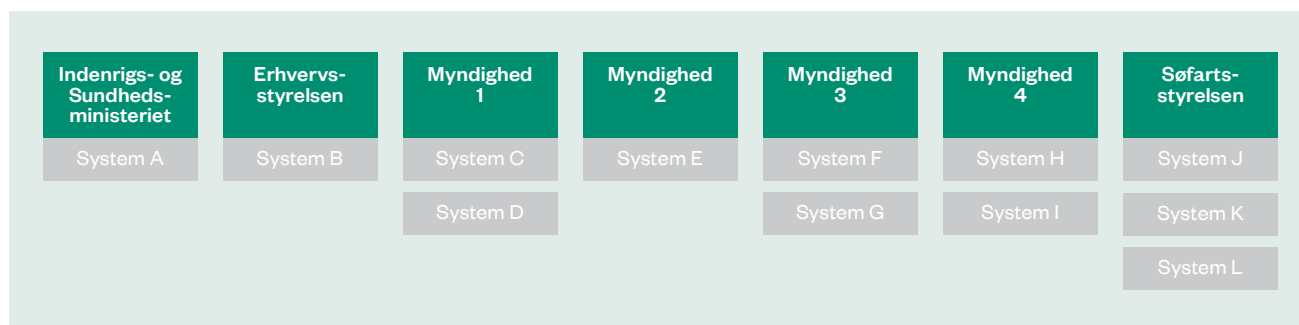 Indenrigs- og
Sundheds-
ministeriet
System A
Erhvervs-
styrelsen
System B
Myndighed
1
System C
System D
Myndighed
2
System E
Myndighed
3
System F
System G
Myndighed
4
System H
System I
Søfarts-
styrelsen
System J
System K
System L